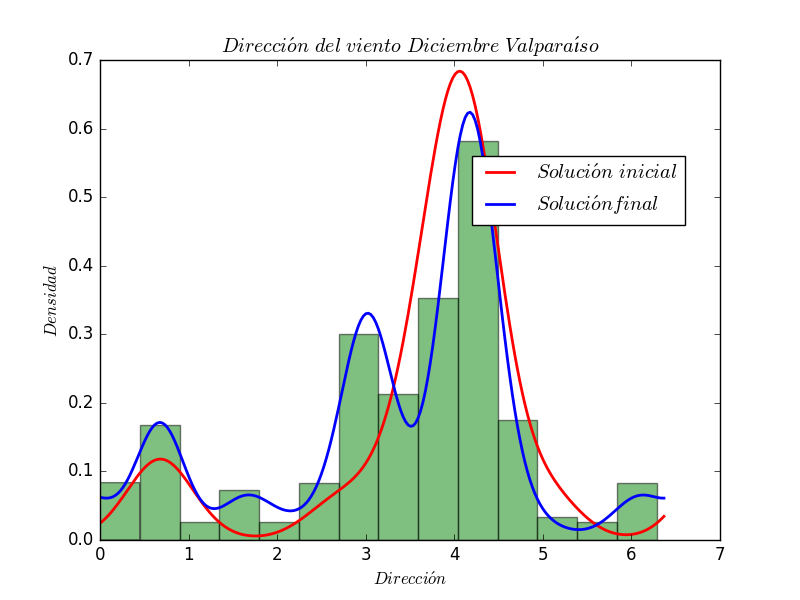 Dirección del viento Diciembre Valparaíso
0.7
0.6
0.5
0.4
0.3
0.2
0.1
0.0
Densidad
Solución inicial
Soluciónfinal
0 1 2 3 4 5 6 7
Dirección